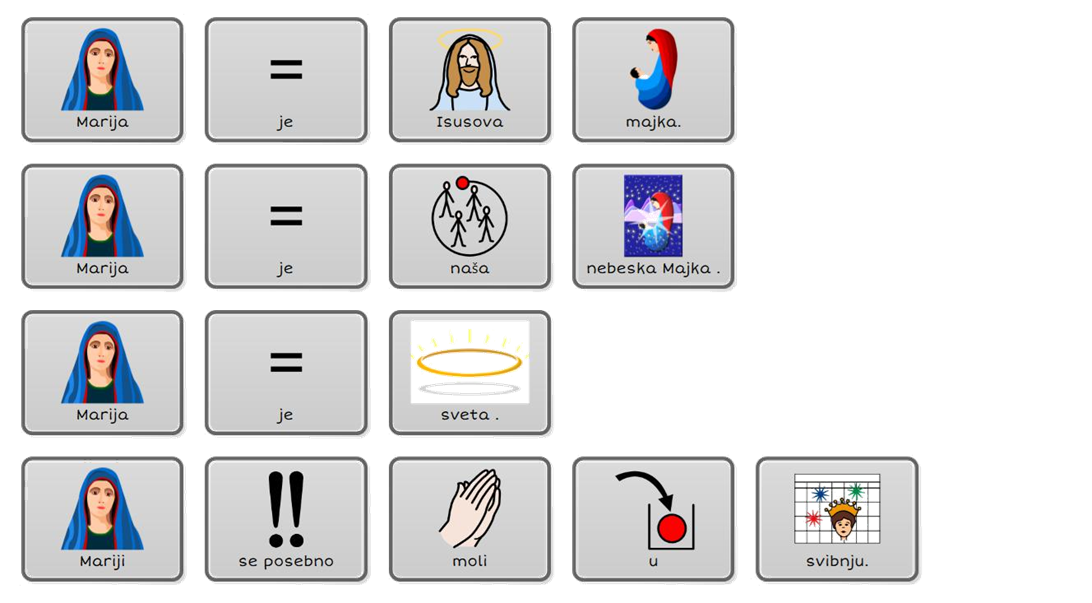 Marija je Isusova majka.
Marija je naša nebeska Majka .
Marija je sveta .
Mariji se posebno moli u svibnju.